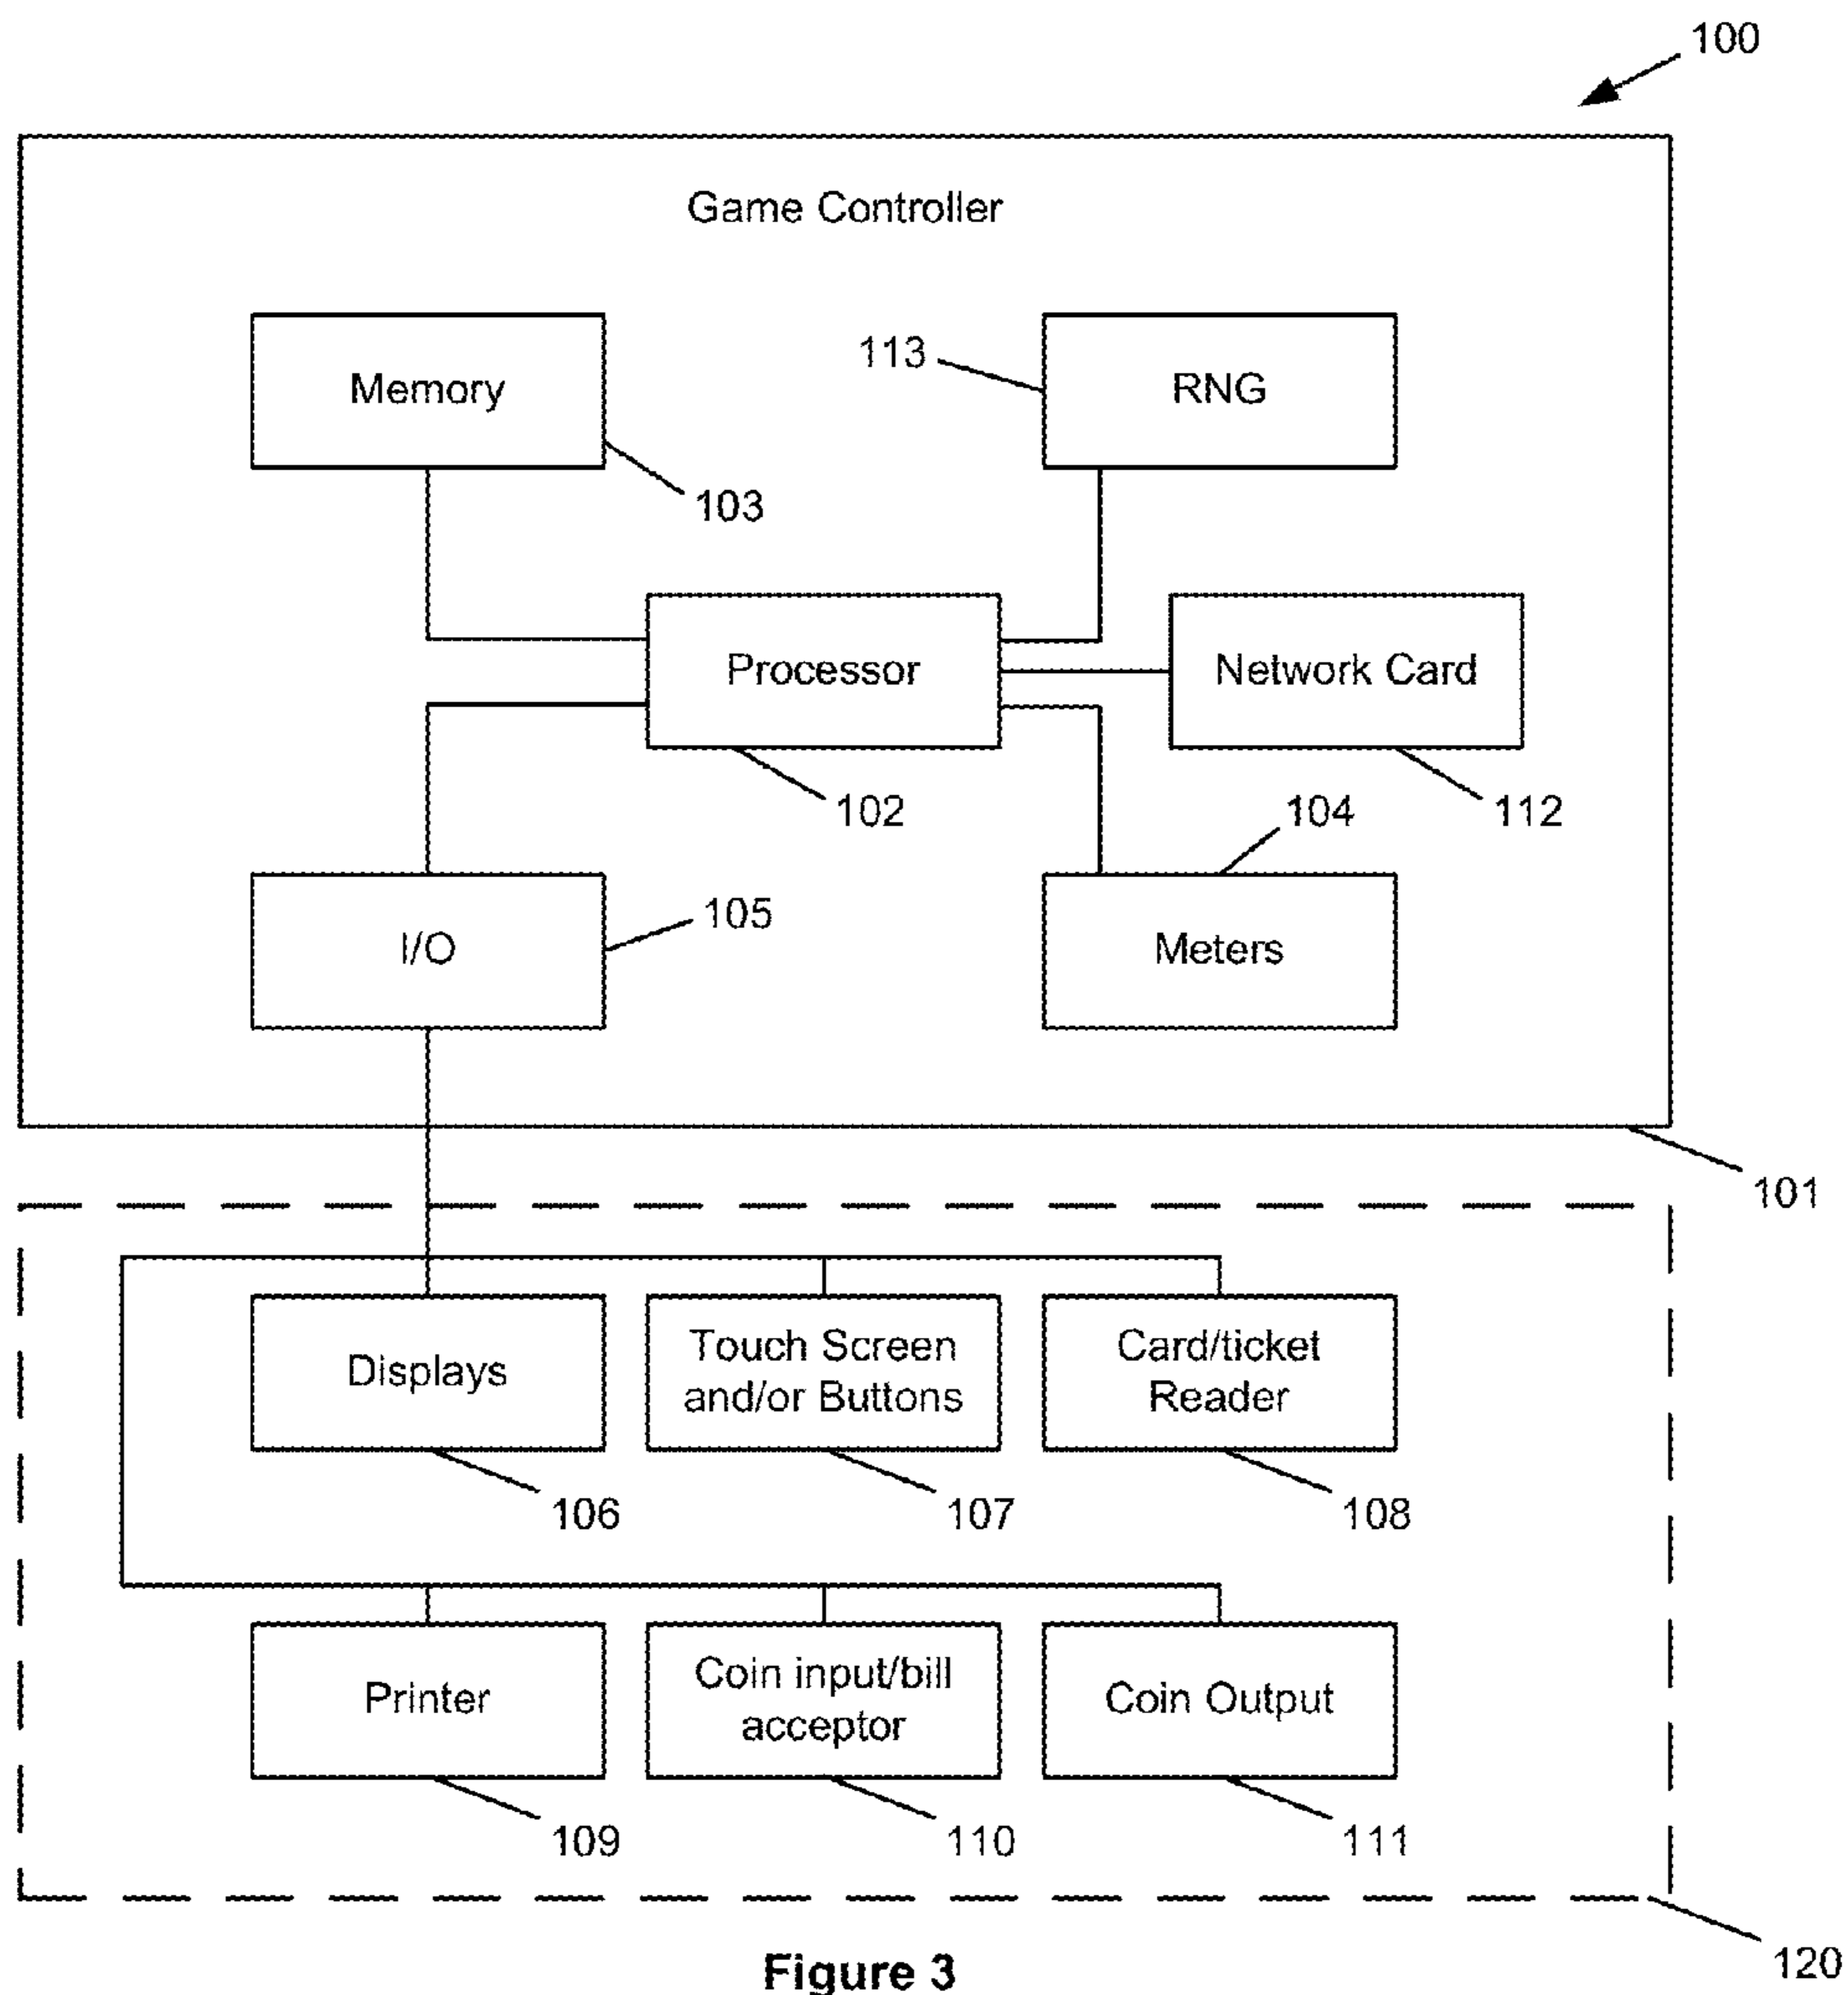 100
Game Controller
Memory
113
RNG
103
Processor
Network Card
102
104
112
I/O
105
Meters
101
Displays
Touch Screen
and/or Buttons
Card/ticket
Reader
106
107
108
Printer
Coin input/bill
acceptor
Coin Output
109
110
111
120
Figure 3